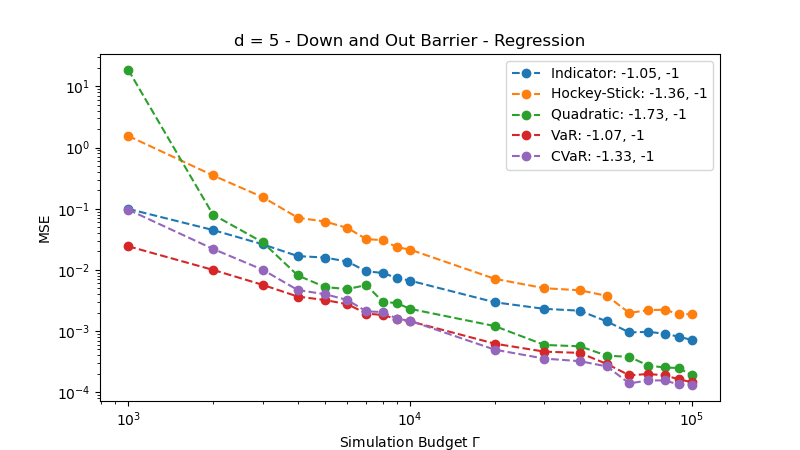 d = 5 - Down and Out Barrier - Regression
Indicator: -1.05, -1
Hockey-Stick: -1.36, -1
Quadratic: -1.73, -1
VaR: -1.07, -1
CVaR: -1.33, -1
MSE
10¹
10⁰
10⁻¹
10⁻²
10⁻³
10⁻⁴
10³
10⁴
10⁵
Simulation Budget Γ